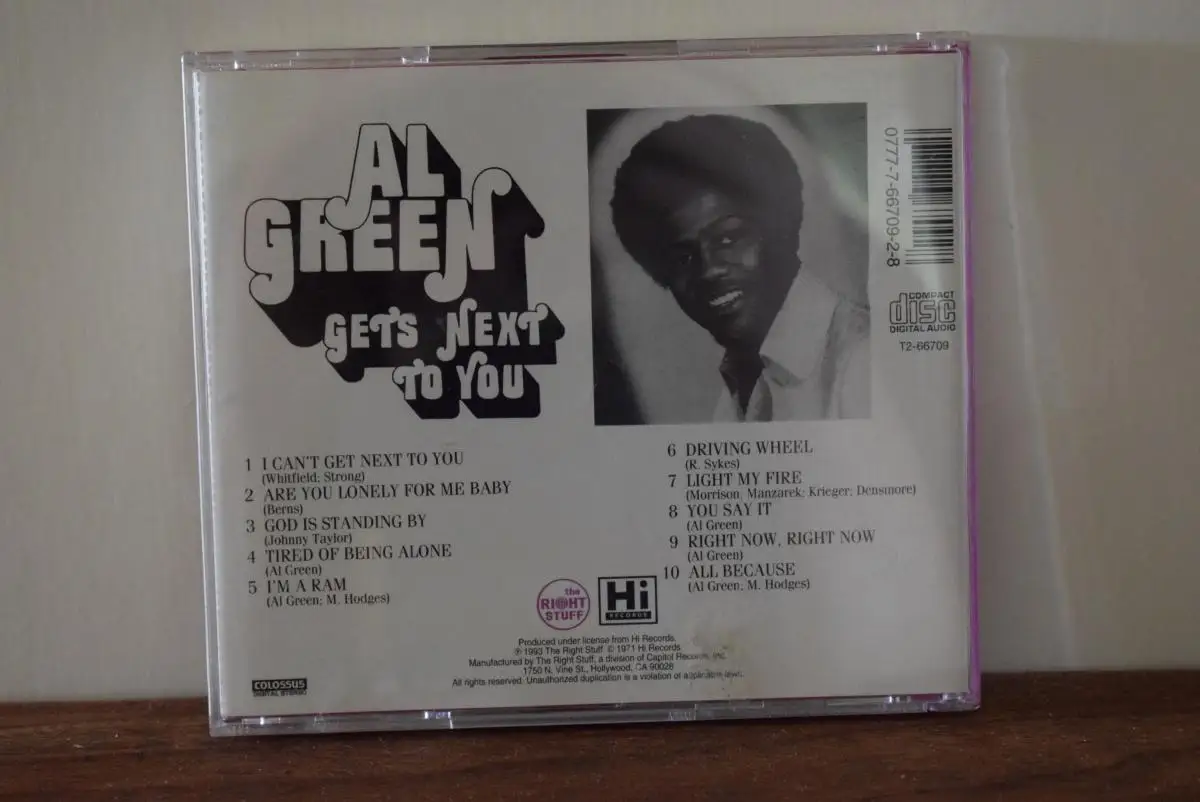 AL
GREEN
GETS NEXT
TO YOU
0777-7-66709-2-8
COMPACT
disc
DIGITAL AUDIO
T2-66709
1 I CAN'T GET NEXT TO YOU
(Whitfield; Strong)
2 ARE YOU LONELY FOR ME BABY
(Berns)
3 GOD IS STANDING BY
(Johnny Taylor)
4 TIRED OF BEING ALONE
(Al Green)
5 I'M A RAM
(Al Green; M. Hodges)
6 DRIVING WHEEL
(R. Sykes)
7 LIGHT MY FIRE
(Morrison; Manzarek; Krieger; Densmore)
8 YOU SAY IT
(Al Green)
9 RIGHT NOW, RIGHT NOW
(Al Green)
10 ALL BECAUSE
(Al Green; M. Hodges)
the
RIGHT
STUFF
Hi
RECORDS
Produced under license from Hi Records.
℗ 1993 The Right Stuff © 1971 Hi Records
Manufactured by The Right Stuff, a division of Capitol Records, Inc.
1750 N. Vine St., Hollywood, CA 90028
All rights reserved. Unauthorized duplication is a violation of applicable laws.
COLOSSUS
DIGITAL STEREO